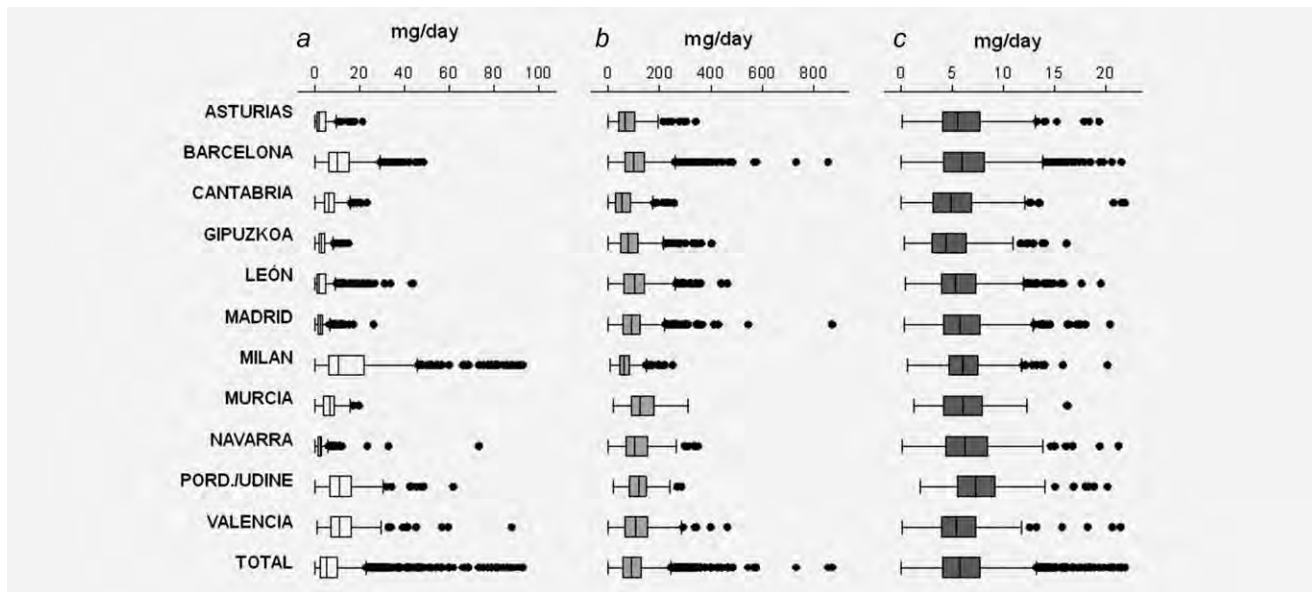 a mg/day b mg/day c mg/day
0 20 40 60 80 100 0 200 400 600 800 0 5 10 15 20
ASTURIAS
BARCELONA
CANTABRIA
GIPUZKOA
LEÓN
MADRID
MILAN
MURCIA
NAVARRA
PORD./UDINE
VALENCIA
TOTAL